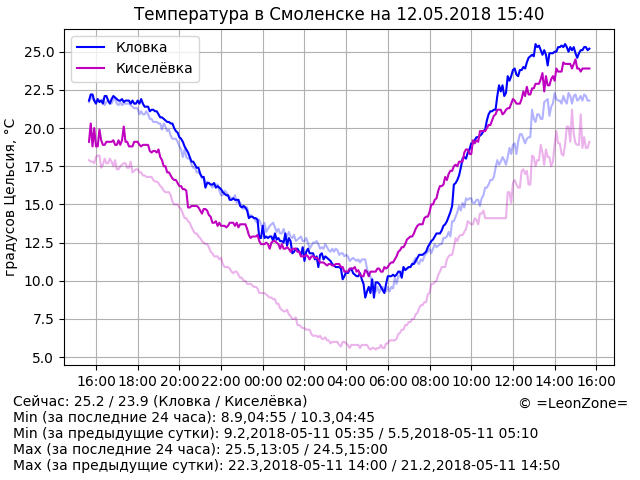 Температура в Смоленске на 12.05.2018 15:40
Кловка
Киселёвка
градусов Цельсия, °C
25.0
22.5
20.0
17.5
15.0
12.5
10.0
7.5
5.0
16:00 18:00 20:00 22:00 00:00 02:00 04:00 06:00 08:00 10:00 12:00 14:00 16:00
Сейчас: 25.2 / 23.9 (Кловка / Киселёвка)
© =LeonZone=
Min (за последние 24 часа): 8.9,04:55 / 10.3,04:45
Min (за предыдущие сутки): 9.2,2018-05-11 05:35 / 5.5,2018-05-11 05:10
Max (за последние 24 часа): 25.5,13:05 / 24.5,15:00
Max (за предыдущие сутки): 22.3,2018-05-11 14:00 / 21.2,2018-05-11 14:50